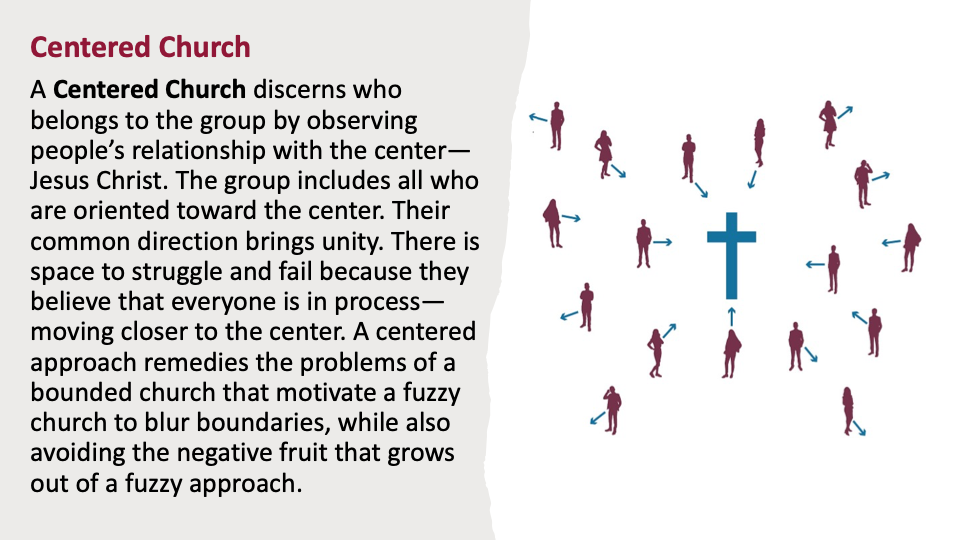 Centered Church
A Centered Church discerns who
belongs to the group by observing
people’s relationship with the center—
Jesus Christ. The group includes all who
are oriented toward the center. Their
common direction brings unity. There is
space to struggle and fail because they
believe that everyone is in process—
moving closer to the center. A centered
approach remedies the problems of a
bounded church that motivate a fuzzy
church to blur boundaries, while also
avoiding the negative fruit that grows
out of a fuzzy approach.